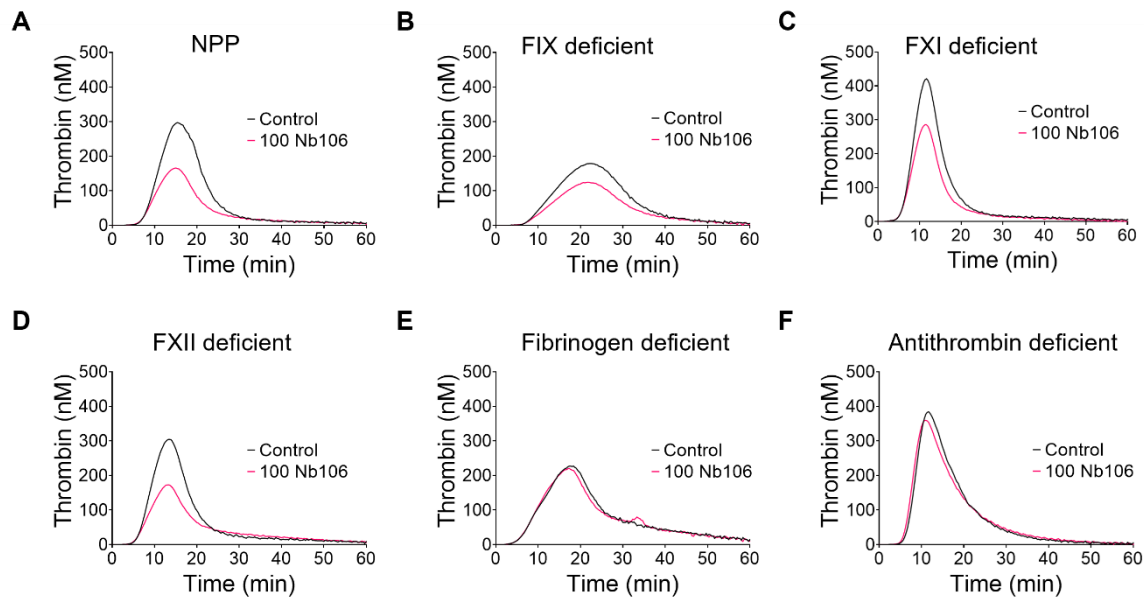 A
NPP
Thrombin (nM)
500
400
300
200
100
0
Control
100 Nb106
0 10 20 30 40 50 60
Time (min)
B
FIX deficient
Thrombin (nM)
500
400
300
200
100
0
Control
100 Nb106
0 10 20 30 40 50 60
Time (min)
C
FXI deficient
Thrombin (nM)
500
400
300
200
100
0
Control
100 Nb106
0 10 20 30 40 50 60
Time (min)
D
FXII deficient
Thrombin (nM)
500
400
300
200
100
0
Control
100 Nb106
0 10 20 30 40 50 60
Time (min)
E
Fibrinogen deficient
Thrombin (nM)
500
400
300
200
100
0
Control
100 Nb106
0 10 20 30 40 50 60
Time (min)
F
Antithrombin deficient
Thrombin (nM)
500
400
300
200
100
0
Control
100 Nb106
0 10 20 30 40 50 60
Time (min)